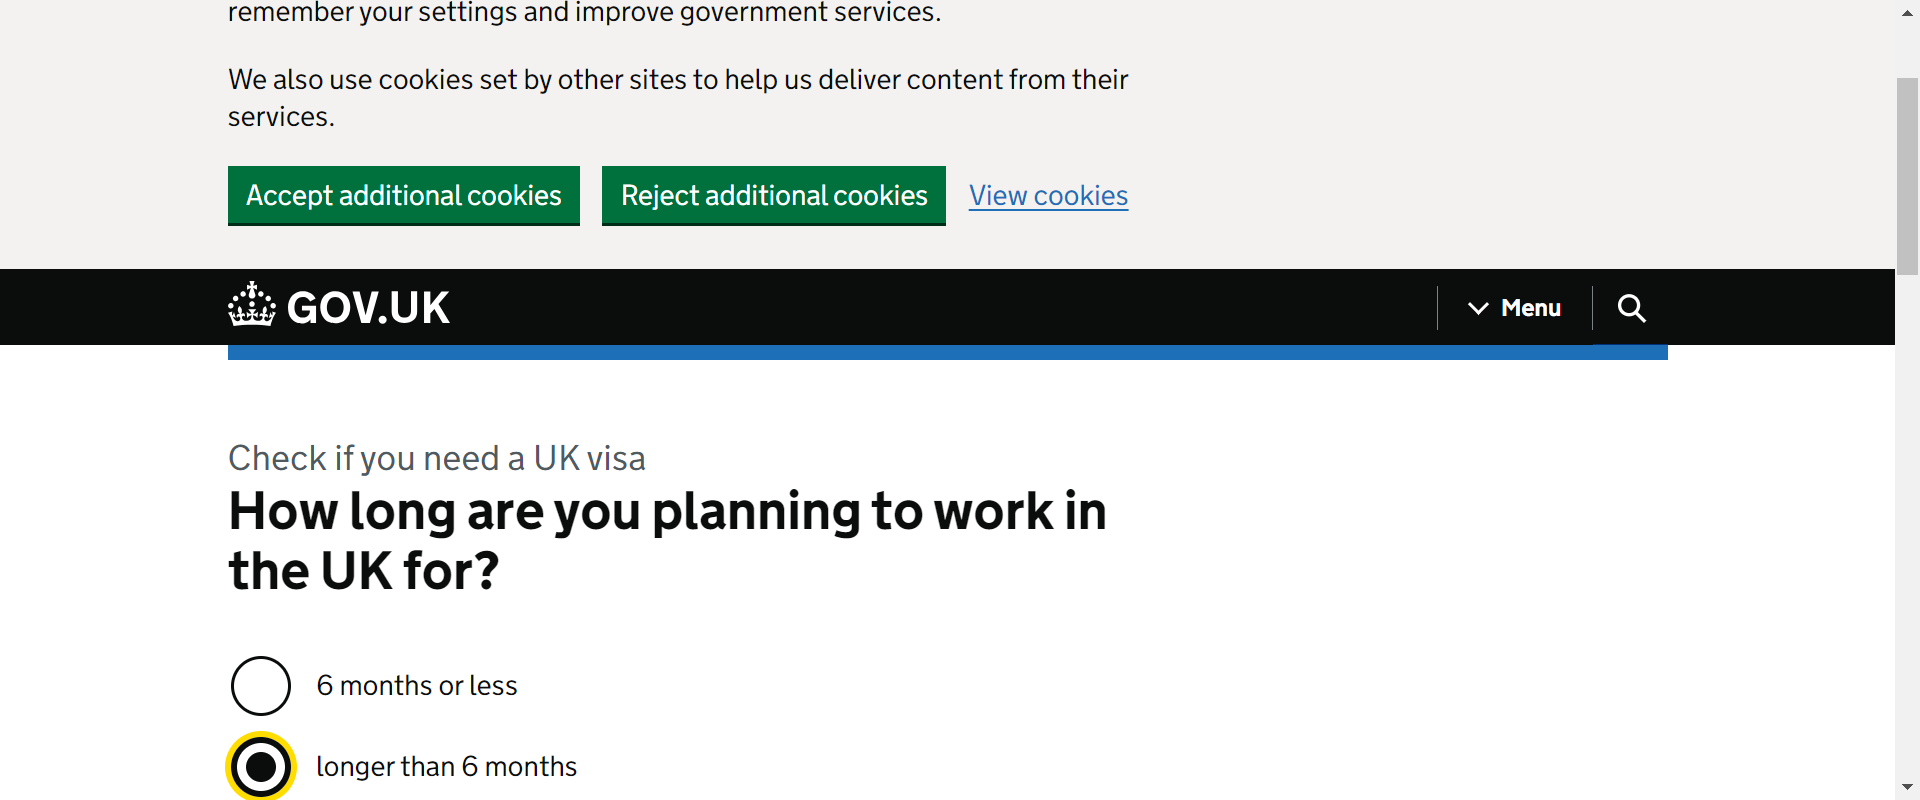 remember your settings and improve government services.
We also use cookies set by other sites to help us deliver content from their
services.
Accept additional cookies
Reject additional cookies
View cookies
GOV.UK
Menu
Check if you need a UK visa
How long are you planning to work in
the UK for?
6 months or less
longer than 6 months